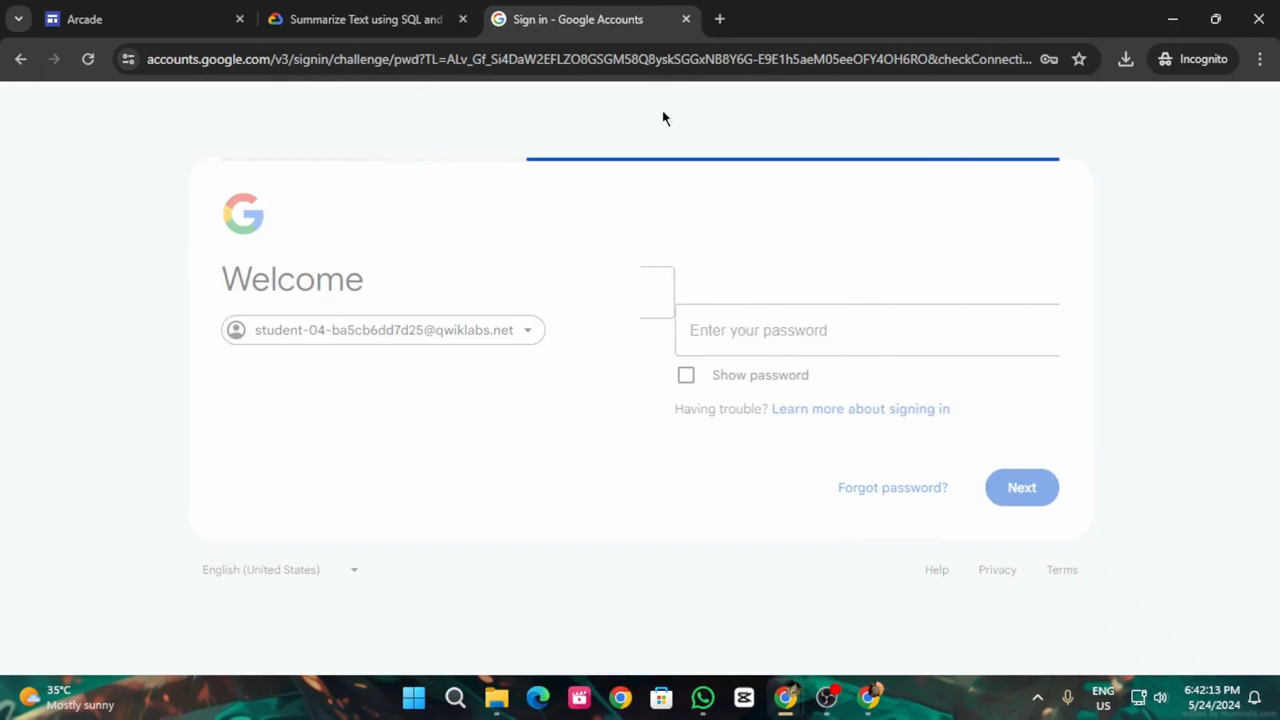 Arcade
Summarize Text using SQL and
Sign in - Google Accounts
accounts.google.com/v3/signin/challenge/pwd?TL=ALv_Gf_Si4DaW2EFLZO8GSGM58Q8yskSGGxNB8Y6G-E9E1h5aeM05eeOFY4OH6RO&checkConnecti...
Incognito
Welcome
student-04-ba5cb6dd7d25@qwiklabs.net
Enter your password
Show password
Having trouble? Learn more about signing in
Forgot password?
Next
English (United States)
Help
Privacy
Terms
35°C
Mostly sunny
ENG
US
6:42:13 PM
5/24/2024